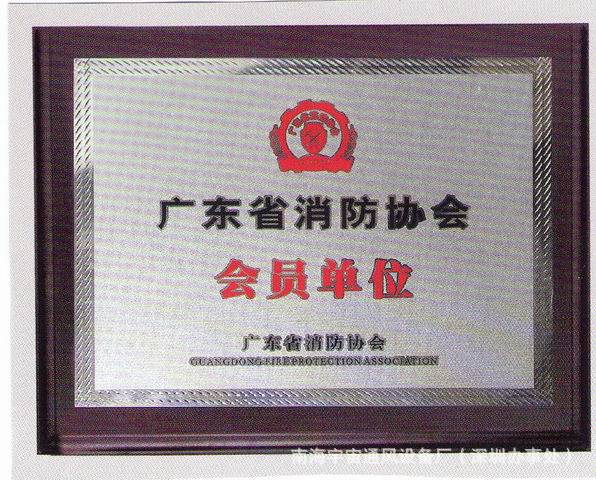 广东省消防协会
会员单位
广东省消防协会
GUANGDONG FIRE PROTECTION ASSOCIATION
南海宇宙通风设备厂（深圳办事处）